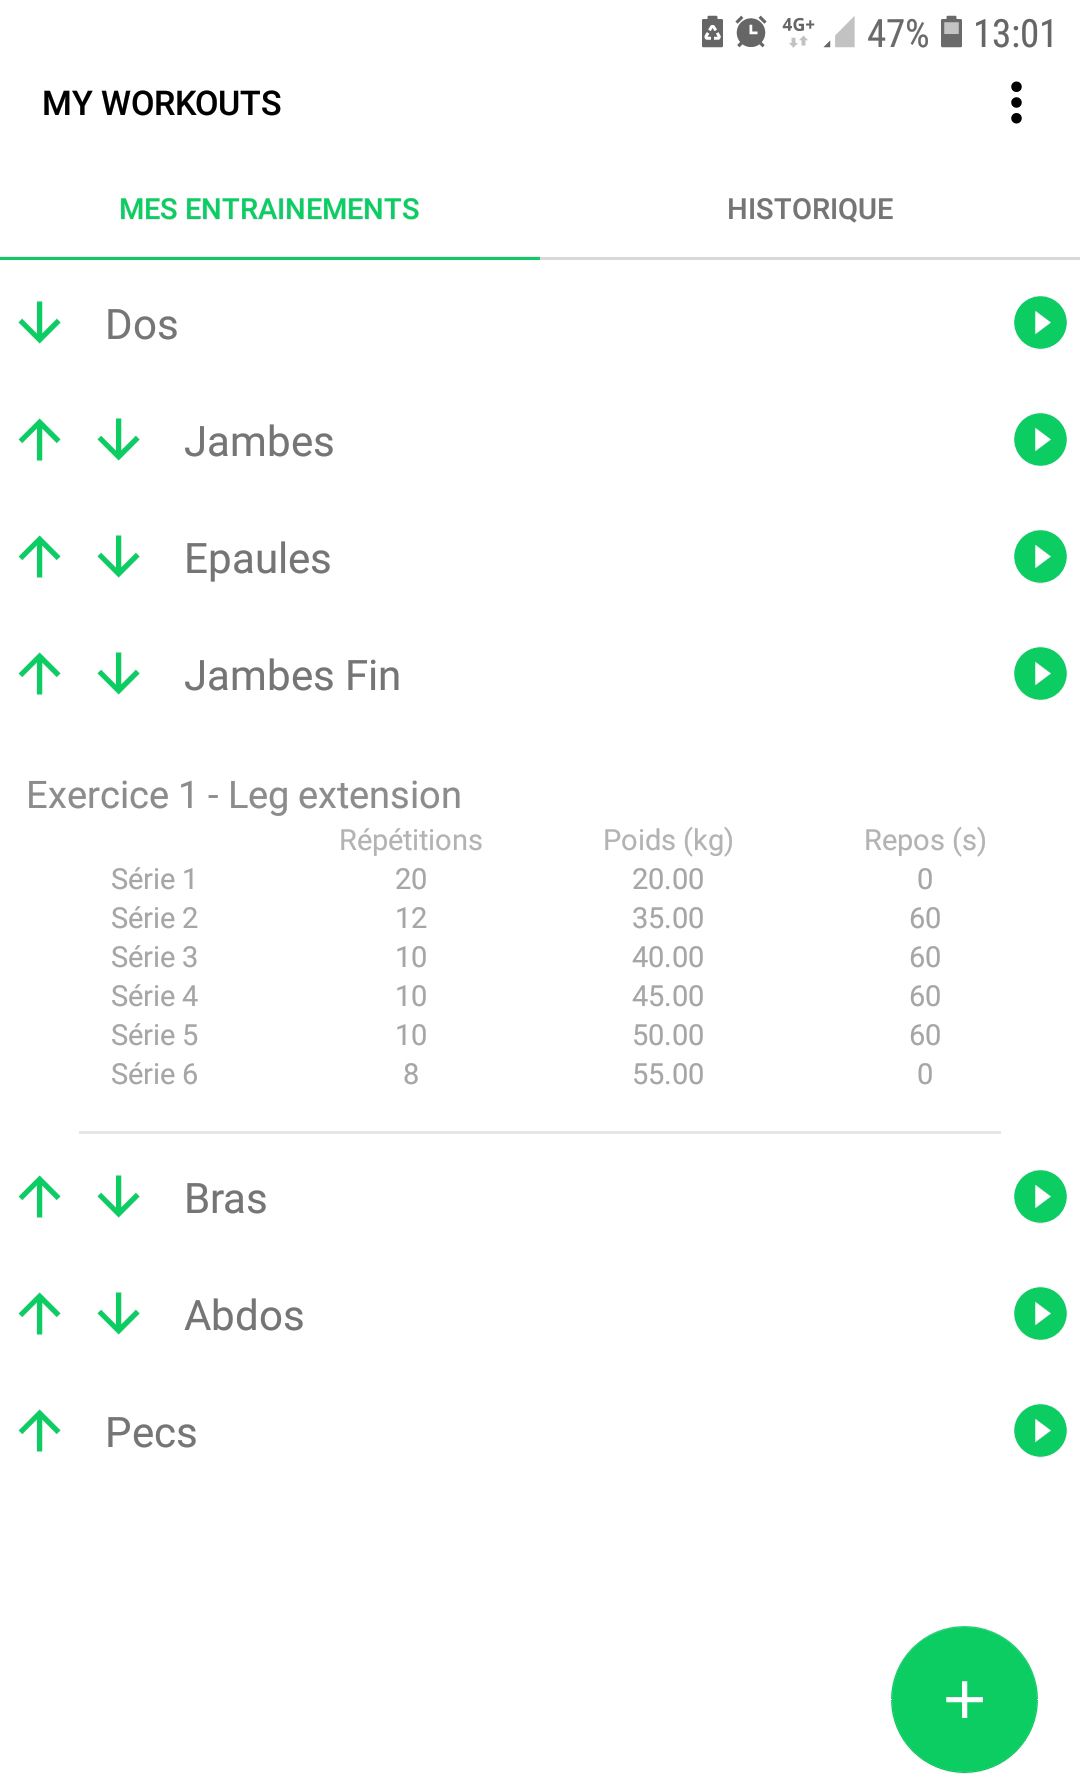 4G+ 47% 13:01
MY WORKOUTS
MES ENTRAINEMENTS HISTORIQUE
Dos
Jambes
Epaules
Jambes Fin
Exercice 1 - Leg extension
Répétitions Poids (kg) Repos (s)
Série 1 20 20.00 0
Série 2 12 35.00 60
Série 3 10 40.00 60
Série 4 10 45.00 60
Série 5 10 50.00 60
Série 6 8 55.00 0
Bras
Abdos
Pecs